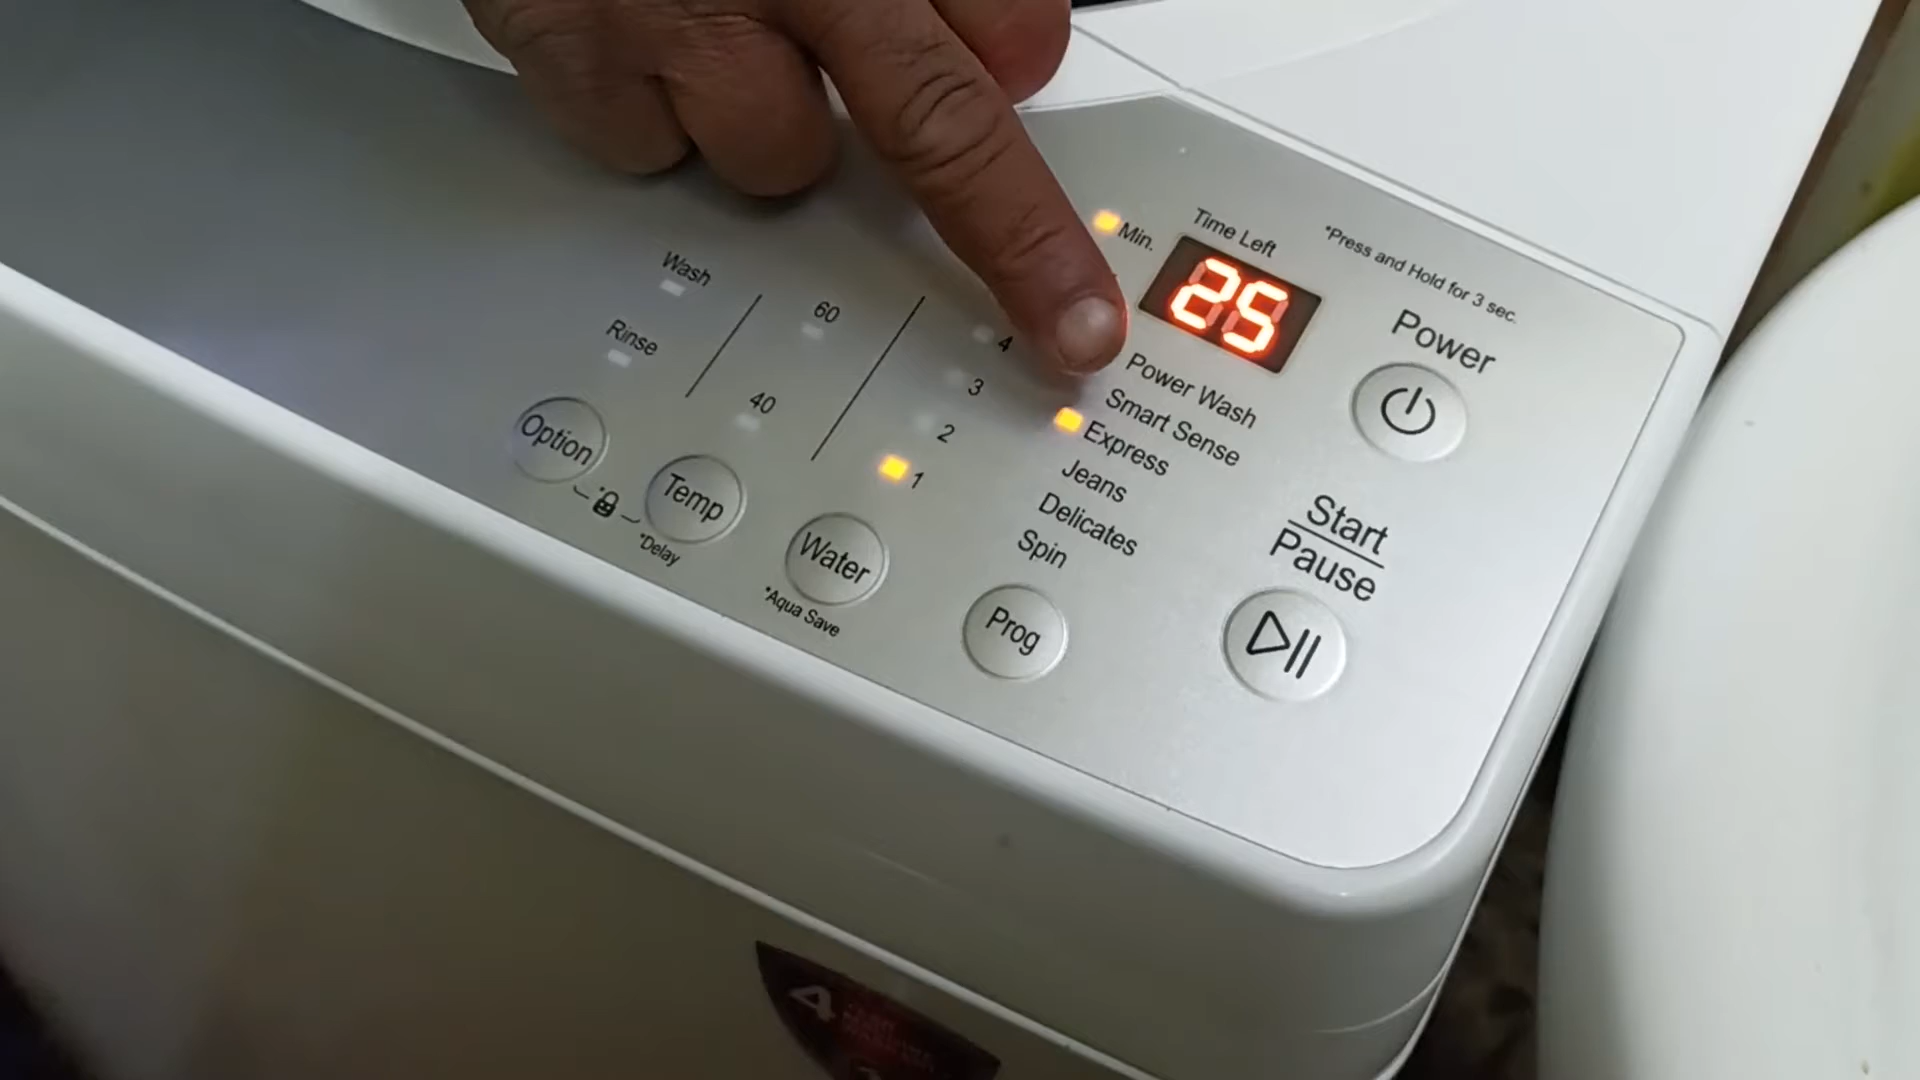 Time Left
*Press and Hold for 3 sec.
Min.
25
Power
Wash
60
4
Rinse
3
Power Wash
40
2
Smart Sense
1
Express
Jeans
Delicates
Spin
Start
Pause
Option
Temp
Water
Prog
*Delay
*Aqua Save
4